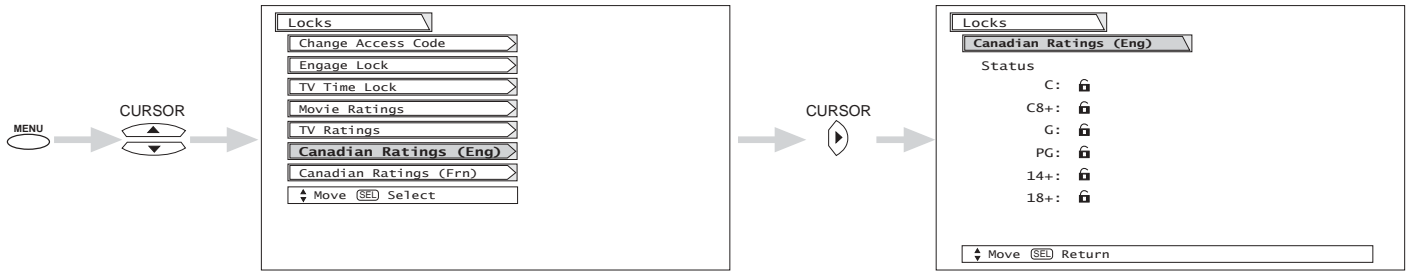 MENU
CURSOR
Locks
Change Access Code
Engage Lock
TV Time Lock
Movie Ratings
TV Ratings
Canadian Ratings (Eng)
Canadian Ratings (Frn)
Move SEL Select
CURSOR
Locks
Canadian Ratings (Eng)
Status
C:
C8+:
G:
PG:
14+:
18+:
Move SEL Return